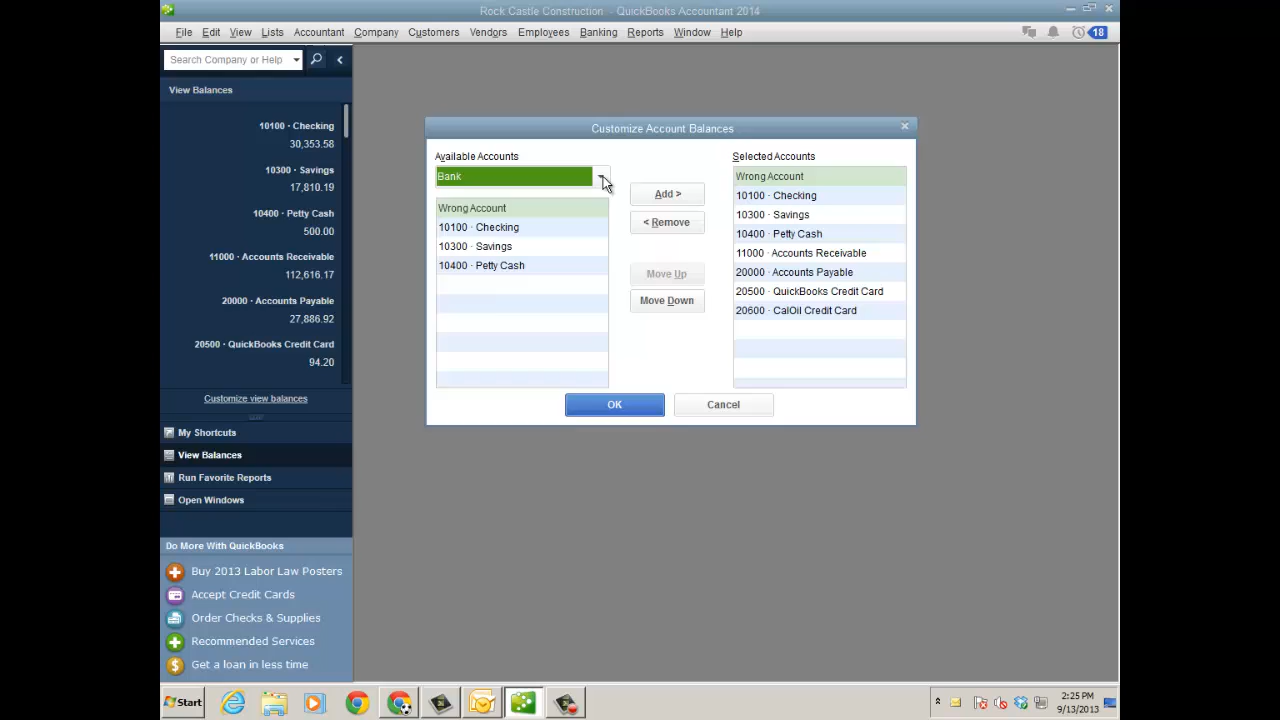 Rock Castle Construction - QuickBooks Accountant 2014
File Edit View Lists Accountant Company Customers Vendors Employees Banking Reports Window Help
18
Search Company or Help
View Balances
10100 · Checking
30,353.58
10300 · Savings
17,810.19
10400 · Petty Cash
500.00
11000 · Accounts Receivable
112,616.17
20000 · Accounts Payable
27,886.92
20500 · QuickBooks Credit Card
94.20
Customize view balances
My Shortcuts
View Balances
Run Favorite Reports
Open Windows
Do More With QuickBooks
Buy 2013 Labor Law Posters
Accept Credit Cards
Order Checks & Supplies
Recommended Services
Get a loan in less time
Customize Account Balances
Available Accounts
Bank
Wrong Account
10100 · Checking
10300 · Savings
10400 · Petty Cash
Add >
< Remove
Move Up
Move Down
Selected Accounts
Wrong Account
10100 · Checking
10300 · Savings
10400 · Petty Cash
11000 · Accounts Receivable
20000 · Accounts Payable
20500 · QuickBooks Credit Card
20600 · CalOil Credit Card
OK
Cancel
Start
2:25 PM
9/13/2013